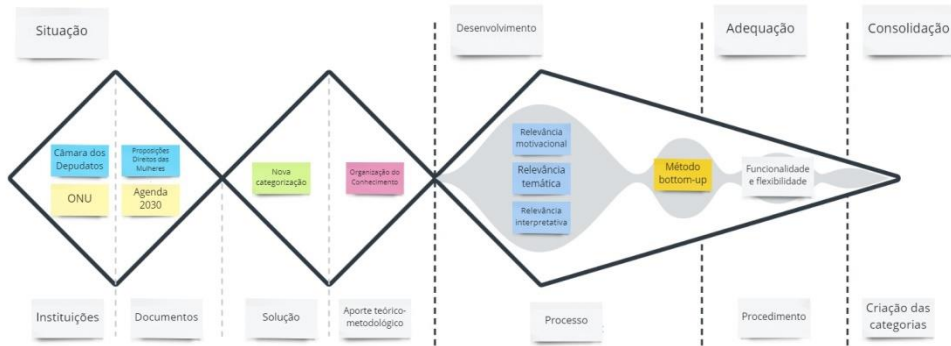 Situação
Desenvolvimento
Adequação
Consolidação
Câmara dos
Depudatos
Proposições
Direitos das
Mulheres
ONU
Agenda
2030
Nova
categorização
Organização do
Conhecimento
Relevância
motivacional
Relevância
temática
Relevância
interpretativa
Método
bottom-up
Funcionalidade
e flexibilidade
Instituições
Documentos
Solução
Aporte teórico-
metodológico
Processo
Procedimento
Criação das
categorias